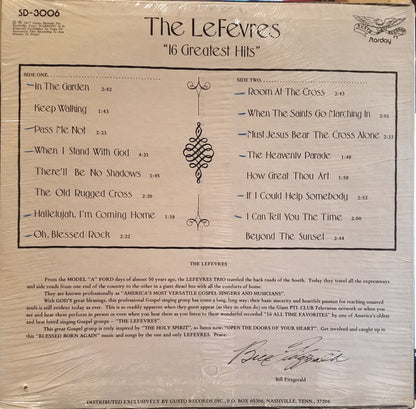 SD-3006
The LeFevres
"16 Greatest Hits"
Norday
SIDE ONE
In The Garden 2:42
Keep Walking 1:43
Pass Me Not 2:23
When I Stand With God 4:21
There'll Be No Shadows 1:45
The Old Rugged Cross 2:20
Hallelujah, I'm Coming Home 1:58
Oh, Blessed Rock 2:22
SIDE TWO
Room At The Cross 2:43
When The Saints Go Marching In 2:01
Must Jesus Bear The Cross Alone 2:33
The Heavenly Parade 1:48
How Great Thou Art 1:58
If I Could Help Somebody 2:52
I Can Tell You The Time 2:00
Beyond The Sunset 2:44
THE LEFEVRES
From the MODEL "A" FORD days of almost 50 years ago, the LEFEVRES TRIO traveled the back roads of the South. Today they travel all the expressways
and side roads from one end of the country to the other in a giant diesel bus with all the comforts of home.
They are known professionally as "AMERICA'S MOST VERSATILE GOSPEL SINGERS AND MUSICIANS".
With GOD'S great blessings, this professional Gospel singing group has come a long, long way; their basic sincerity and heartfelt passion for reaching unsaved
souls is still evident today as ever. This is so readily apparent when they guest appear (as they so often do) on the Giant PTL CLUB Television network or when you
see and hear them perform in person or even when you hear them as you listen to these wonderful recorded "16 ALL TIME FAVORITES" by one of America's oldest
and best loved singing Gospel groups – "THE LEFEVRES".
This great Gospel group is truly inspired by "THE HOLY SPIRIT", so listen now; "OPEN THE DOORS OF YOUR HEART". Get involved and caught up in
this "BLESSED BORN AGAIN" music and songs by the one and only LEFEVRES. Peace.
Bill Fitzgerald
Bill Fitzgerald
DISTRIBUTED EXCLUSIVELY BY GUSTO RECORDS INC., P.O. BOX 60306, NASHVILLE, TENN., 37206